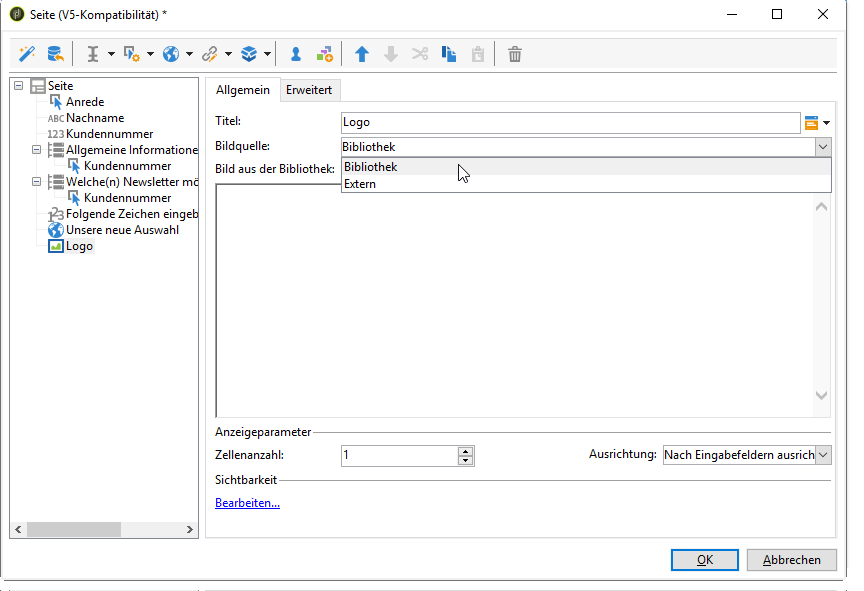 Seite (V5-Kompatibilität) *
Seite
Anrede
ABC Nachname
123 Kundennummer
Allgemeine Informatione
Kundennummer
Welche(n) Newsletter mö
Kundennummer
Folgende Zeichen eingeb
Unsere neue Auswahl
Logo
Allgemein Erweitert
Titel: Logo
Bildquelle: Bibliothek
Bild aus der Bibliothek: Bibliothek
Extern
Anzeigeparameter
Zellenanzahl: 1 Ausrichtung: Nach Eingabefeldern ausrich
Sichtbarkeit
Bearbeiten...
OK Abbrechen